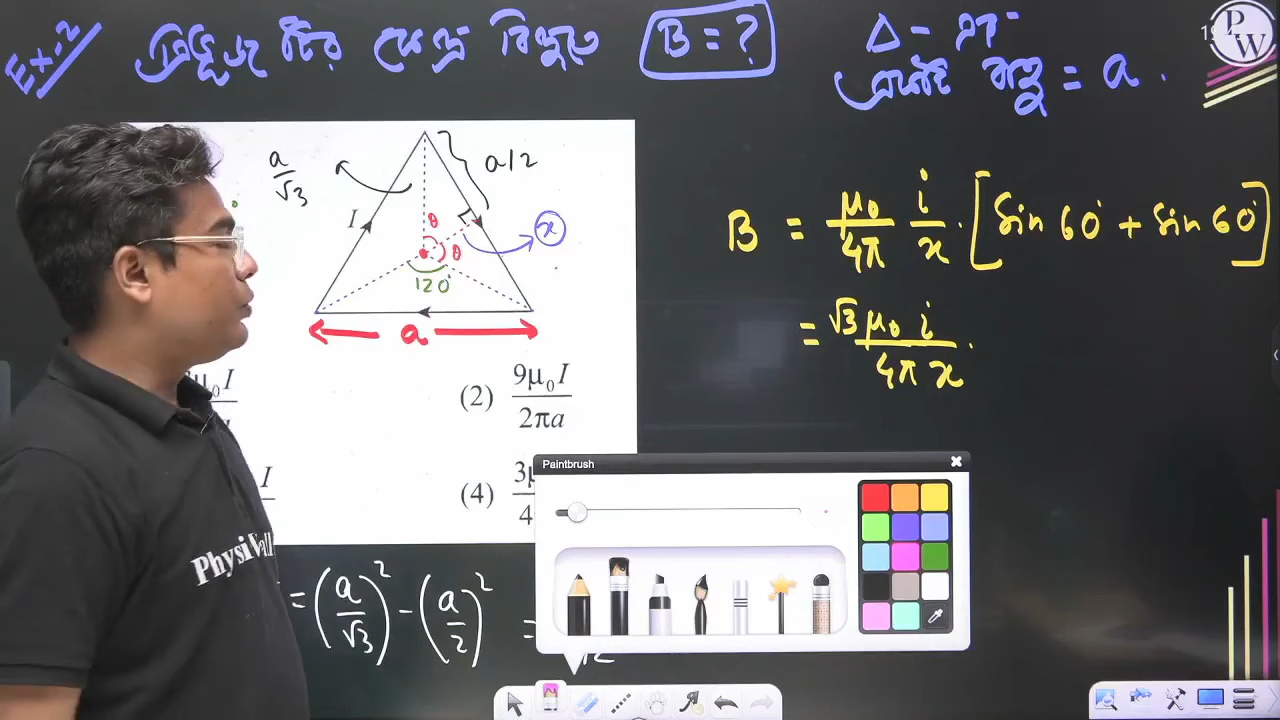 Ex.2 ত্রিভূজ টির কেন্দ্র বিন্দুতে B = ? Δ - এর
প্রত্যেক বাহু = a .
PW
a/√3
a/2
I
θ
θ
x
120°
a
B = μ₀/4π i/x . [Sin 60° + Sin 60°]
= √3 μ₀ i / 4π x .
(2) 9μ₀I / 2πa
(4)
= (a/√3)² - (a/2)² =
Paintbrush